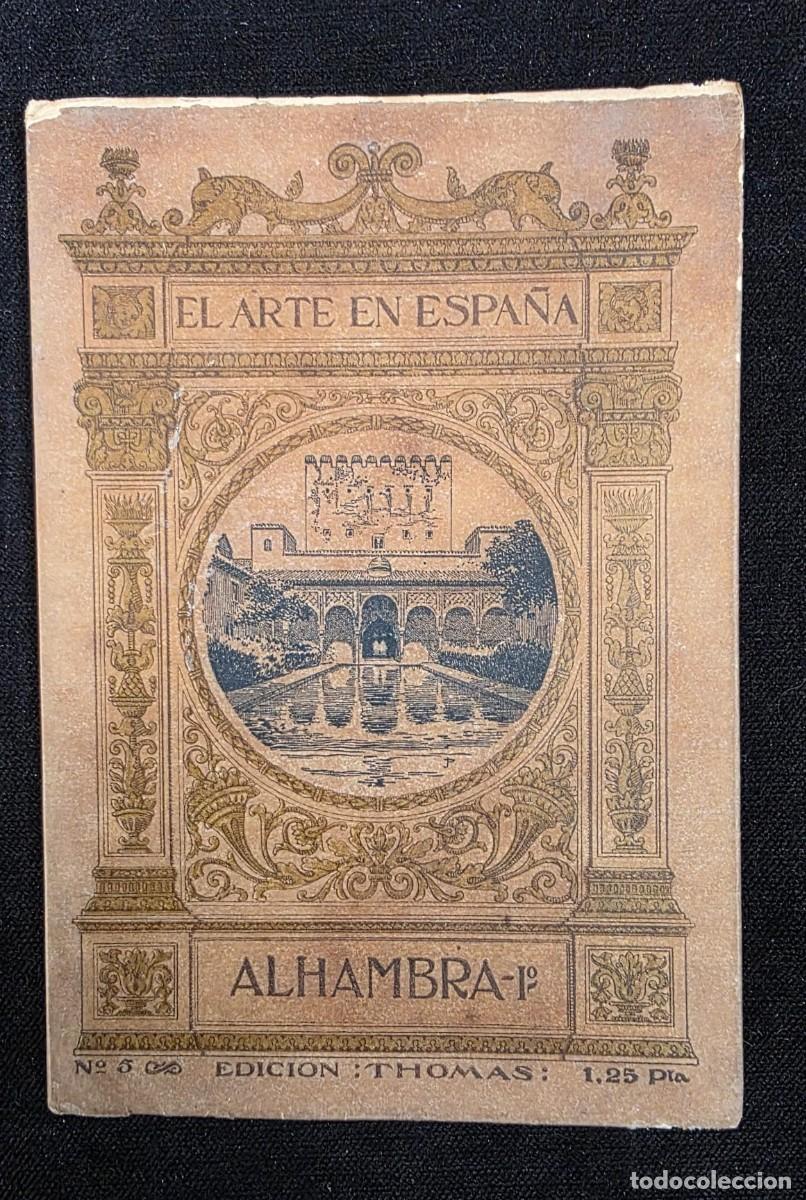 EL ARTE EN ESPAÑA
ALHAMBRA-1º
Nº 5 EDICION :THOMAS: 1,25 Pta
todocoleccion